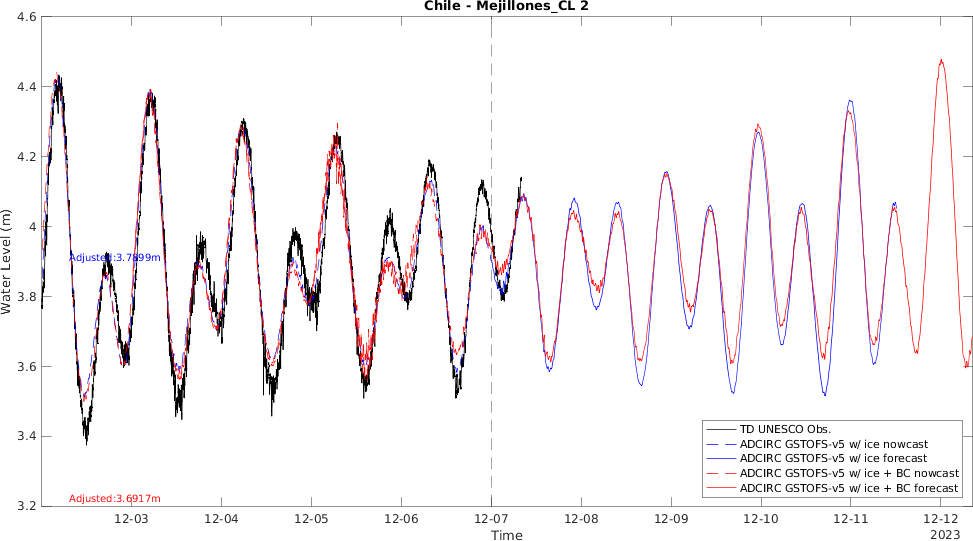 Chile - Mejillones_CL 2
4.6
4.4
4.2
4
3.8
3.6
3.4
3.2
Water Level (m)
Adjusted:3.7899m
Adjusted:3.6917m
TD UNESCO Obs.
ADCIRC GSTOFS-v5 w/ ice nowcast
ADCIRC GSTOFS-v5 w/ ice forecast
ADCIRC GSTOFS-v5 w/ ice + BC nowcast
ADCIRC GSTOFS-v5 w/ ice + BC forecast
12-03 12-04 12-05 12-06 12-07 12-08 12-09 12-10 12-11 12-12
Time
2023